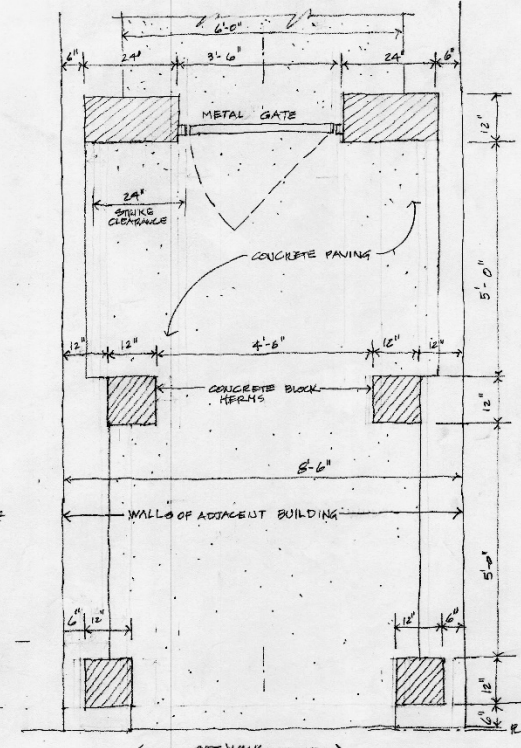 6'-0"
6" 24" 3'-6" 24" 6"
METAL GATE
12"
24"
STRIKE
CLEARANCE
CONCRETE PAVING
5'-0"
12" 12" 4'-6" 12" 12"
CONCRETE BLOCK
HERMS
12"
8'-6"
WALLS OF ADJACENT BUILDING
5'-0"
6" 12" 12" 6"
12"
6"